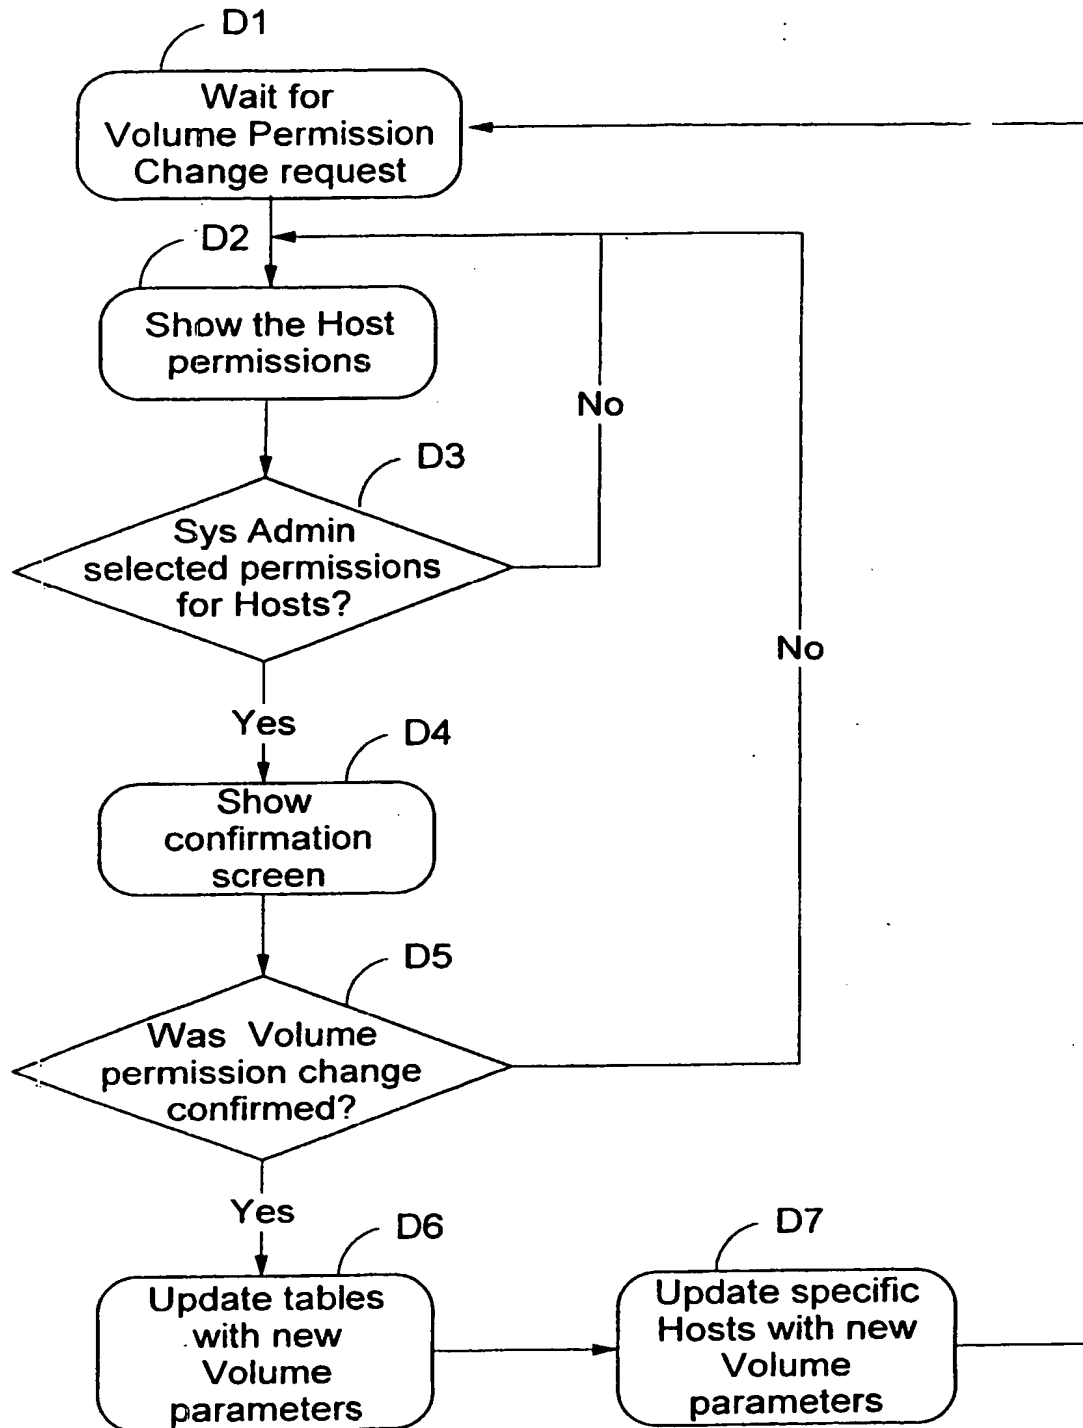 D1
Wait for
Volume Permission
Change request
D2
Show the Host
permissions
No
D3
Sys Admin
selected permissions
for Hosts?
No
Yes
D4
Show
confirmation
screen
D5
Was Volume
permission change
confirmed?
Yes
D6
Update tables
with new
Volume
parameters
D7
Update specific
Hosts with new
Volume
parameters